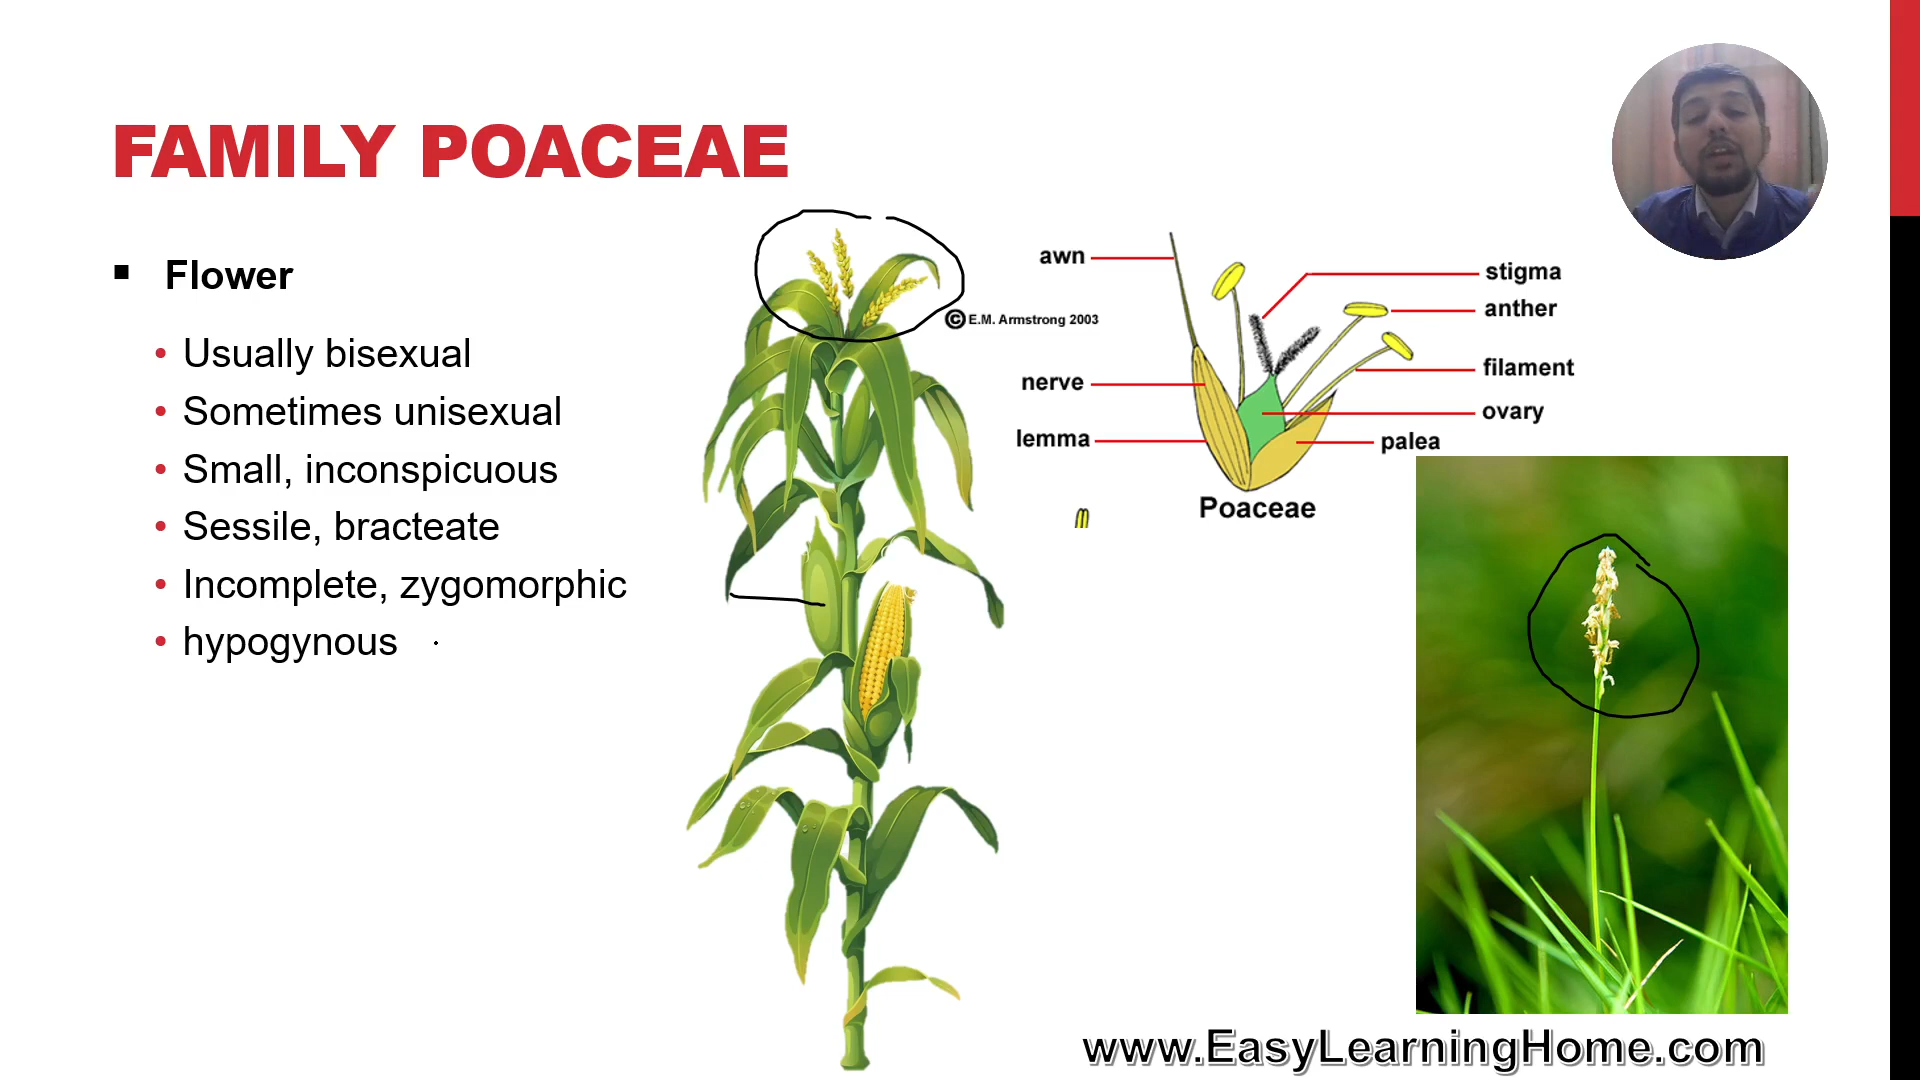 FAMILY POACEAE
Flower
Usually bisexual
Sometimes unisexual
Small, inconspicuous
Sessile, bracteate
Incomplete, zygomorphic
hypogynous
© E.M. Armstrong 2003
awn
nerve
lemma
stigma
anther
filament
ovary
palea
Poaceae
www.EasyLearningHome.com